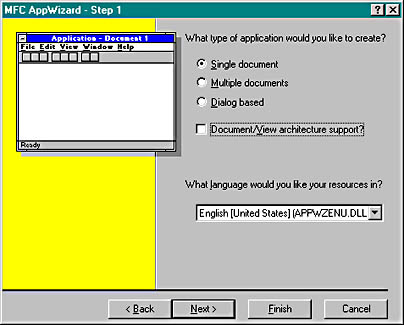 MFC AppWizard - Step 1
Application - Document 1
File Edit View Window Help
Ready
What type of application would you like to create?
Single document
Multiple documents
Dialog based
Document/View architecture support?
What language would you like your resources in?
English [United States] (APPWZENU.DLL
< Back
Next >
Finish
Cancel